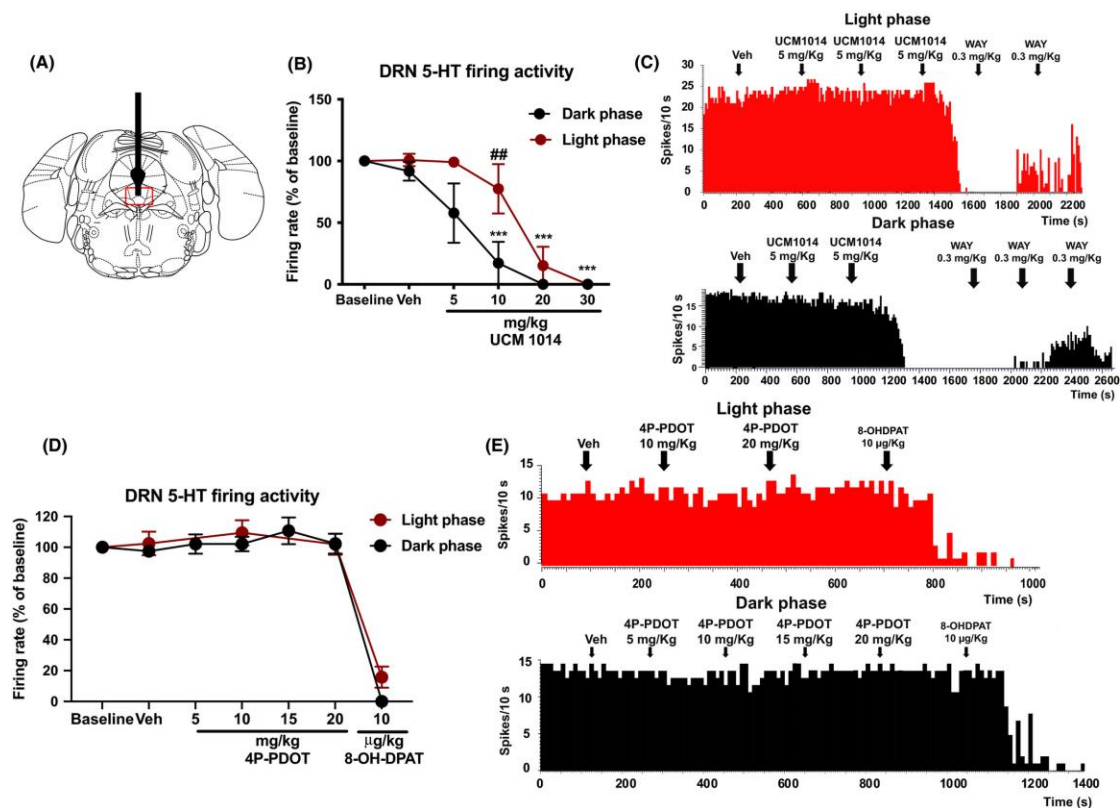 (A)
(B)
DRN 5-HT firing activity
150
100
50
0
Firing rate (% of baseline)
Dark phase
Light phase
##
***
***
***
Baseline Veh 5 10 20 30
mg/kg
UCM 1014
(C)
Light phase
Veh
UCM1014
5 mg/Kg
UCM1014
5 mg/Kg
UCM1014
5 mg/Kg
WAY
0.3 mg/Kg
WAY
0.3 mg/Kg
30
25
20
15
10
5
0
Spikes/10 s
0 200 400 600 800 1000 1200 1400 1600 1800 2000 2200
Time (s)
Dark phase
Veh
UCM1014
5 mg/Kg
UCM1014
5 mg/Kg
WAY
0.3 mg/Kg
WAY
0.3 mg/Kg
WAY
0.3 mg/Kg
15
10
5
0
Spikes/10 s
0 200 400 600 800 1000 1200 1400 1600 1800 2000 2200 2400 2600
Time (s)
(D)
DRN 5-HT firing activity
120
100
80
60
40
20
0
Firing rate (% of baseline)
Light phase
Dark phase
Baseline Veh 5 10 15 20 10
mg/kg
4P-PDOT
µg/kg
8-OH-DPAT
(E)
Light phase
Veh
4P-PDOT
10 mg/Kg
4P-PDOT
20 mg/Kg
8-OHDPAT
10 µg/Kg
15
10
5
0
Spikes/10 s
0 200 400 600 800 1000
Time (s)
Dark phase
Veh
4P-PDOT
5 mg/Kg
4P-PDOT
10 mg/Kg
4P-PDOT
15 mg/Kg
4P-PDOT
20 mg/Kg
8-OHDPAT
10 µg/Kg
15
10
5
0
Spikes/10 s
0 200 400 600 800 1000 1200 1400
Time (s)